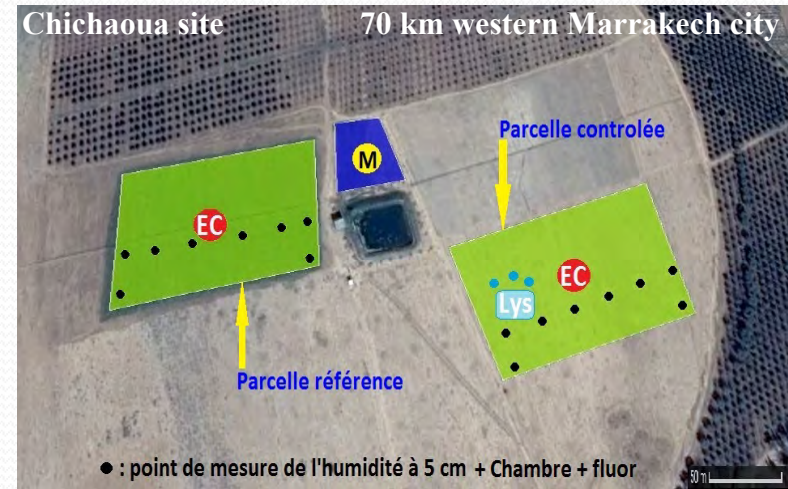 Chichaoua site 70 km western Marrakech city
Parcelle controlée
M
EC
EC
Lys
Parcelle référence
: point de mesure de l'humidité à 5 cm + Chambre + fluor
50 m